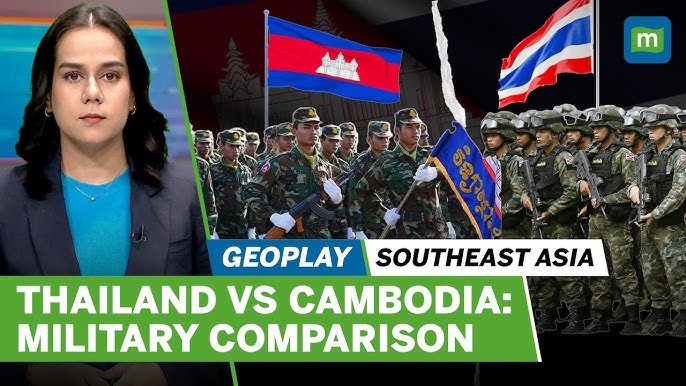 m
GEOPLAY
SOUTHEAST ASIA
THAILAND VS CAMBODIA:
MILITARY COMPARISON